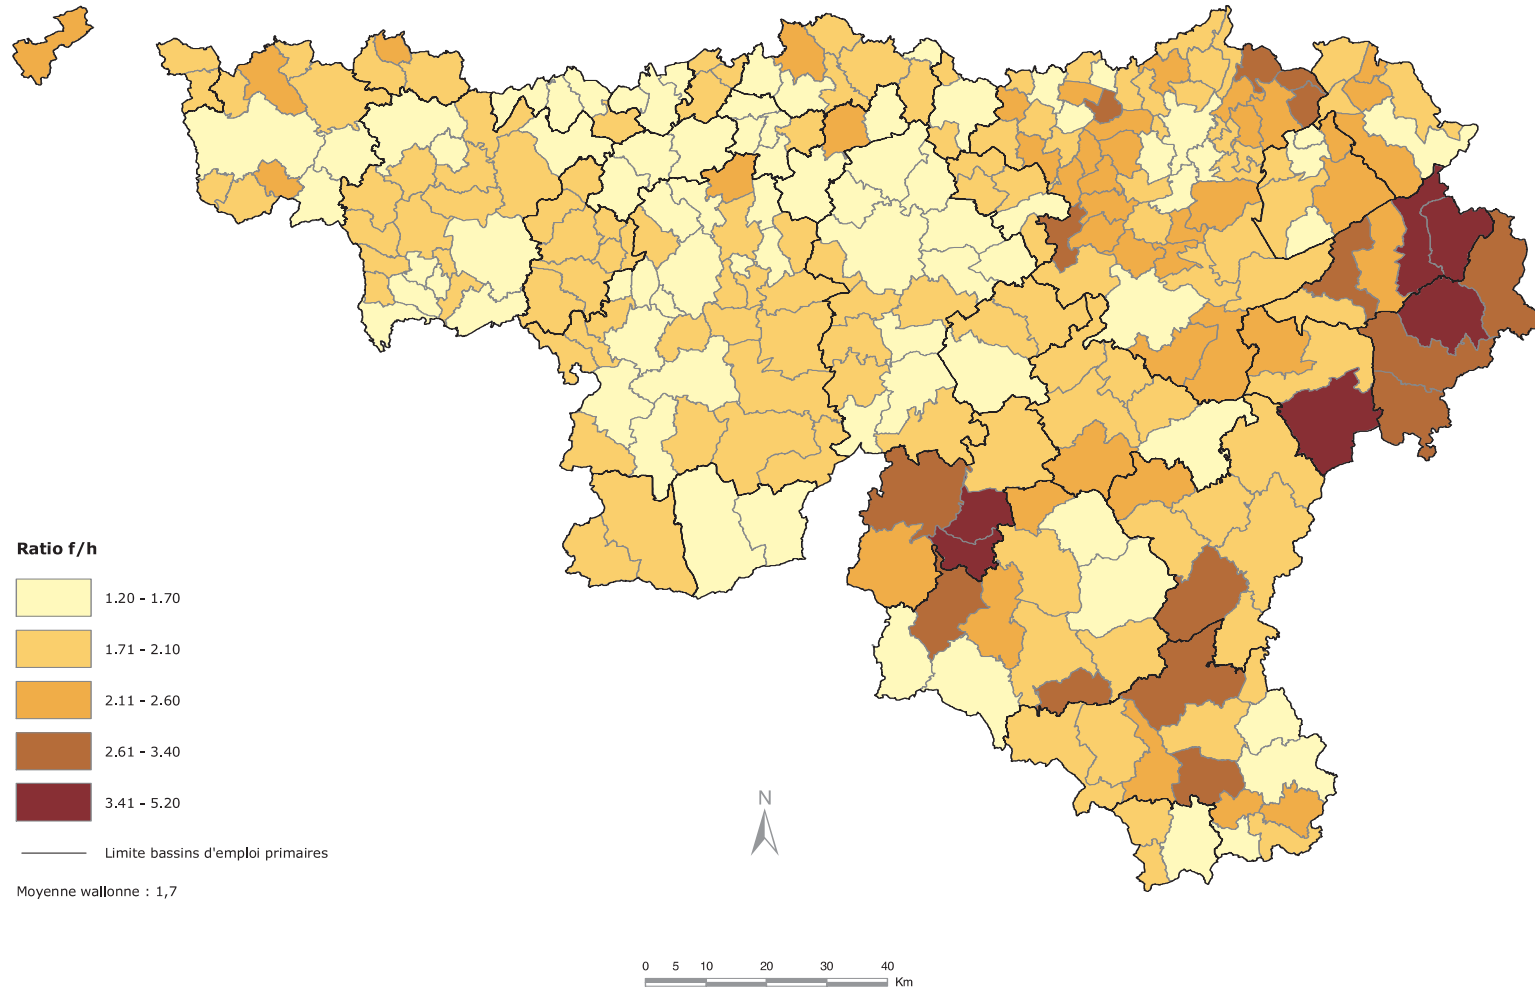 Ratio f/h
1.20 - 1.70
1.71 - 2.10
2.11 - 2.60
2.61 - 3.40
3.41 - 5.20
Limite bassins d'emploi primaires
Moyenne wallonne : 1,7
N
0 5 10 20 30 40
Km